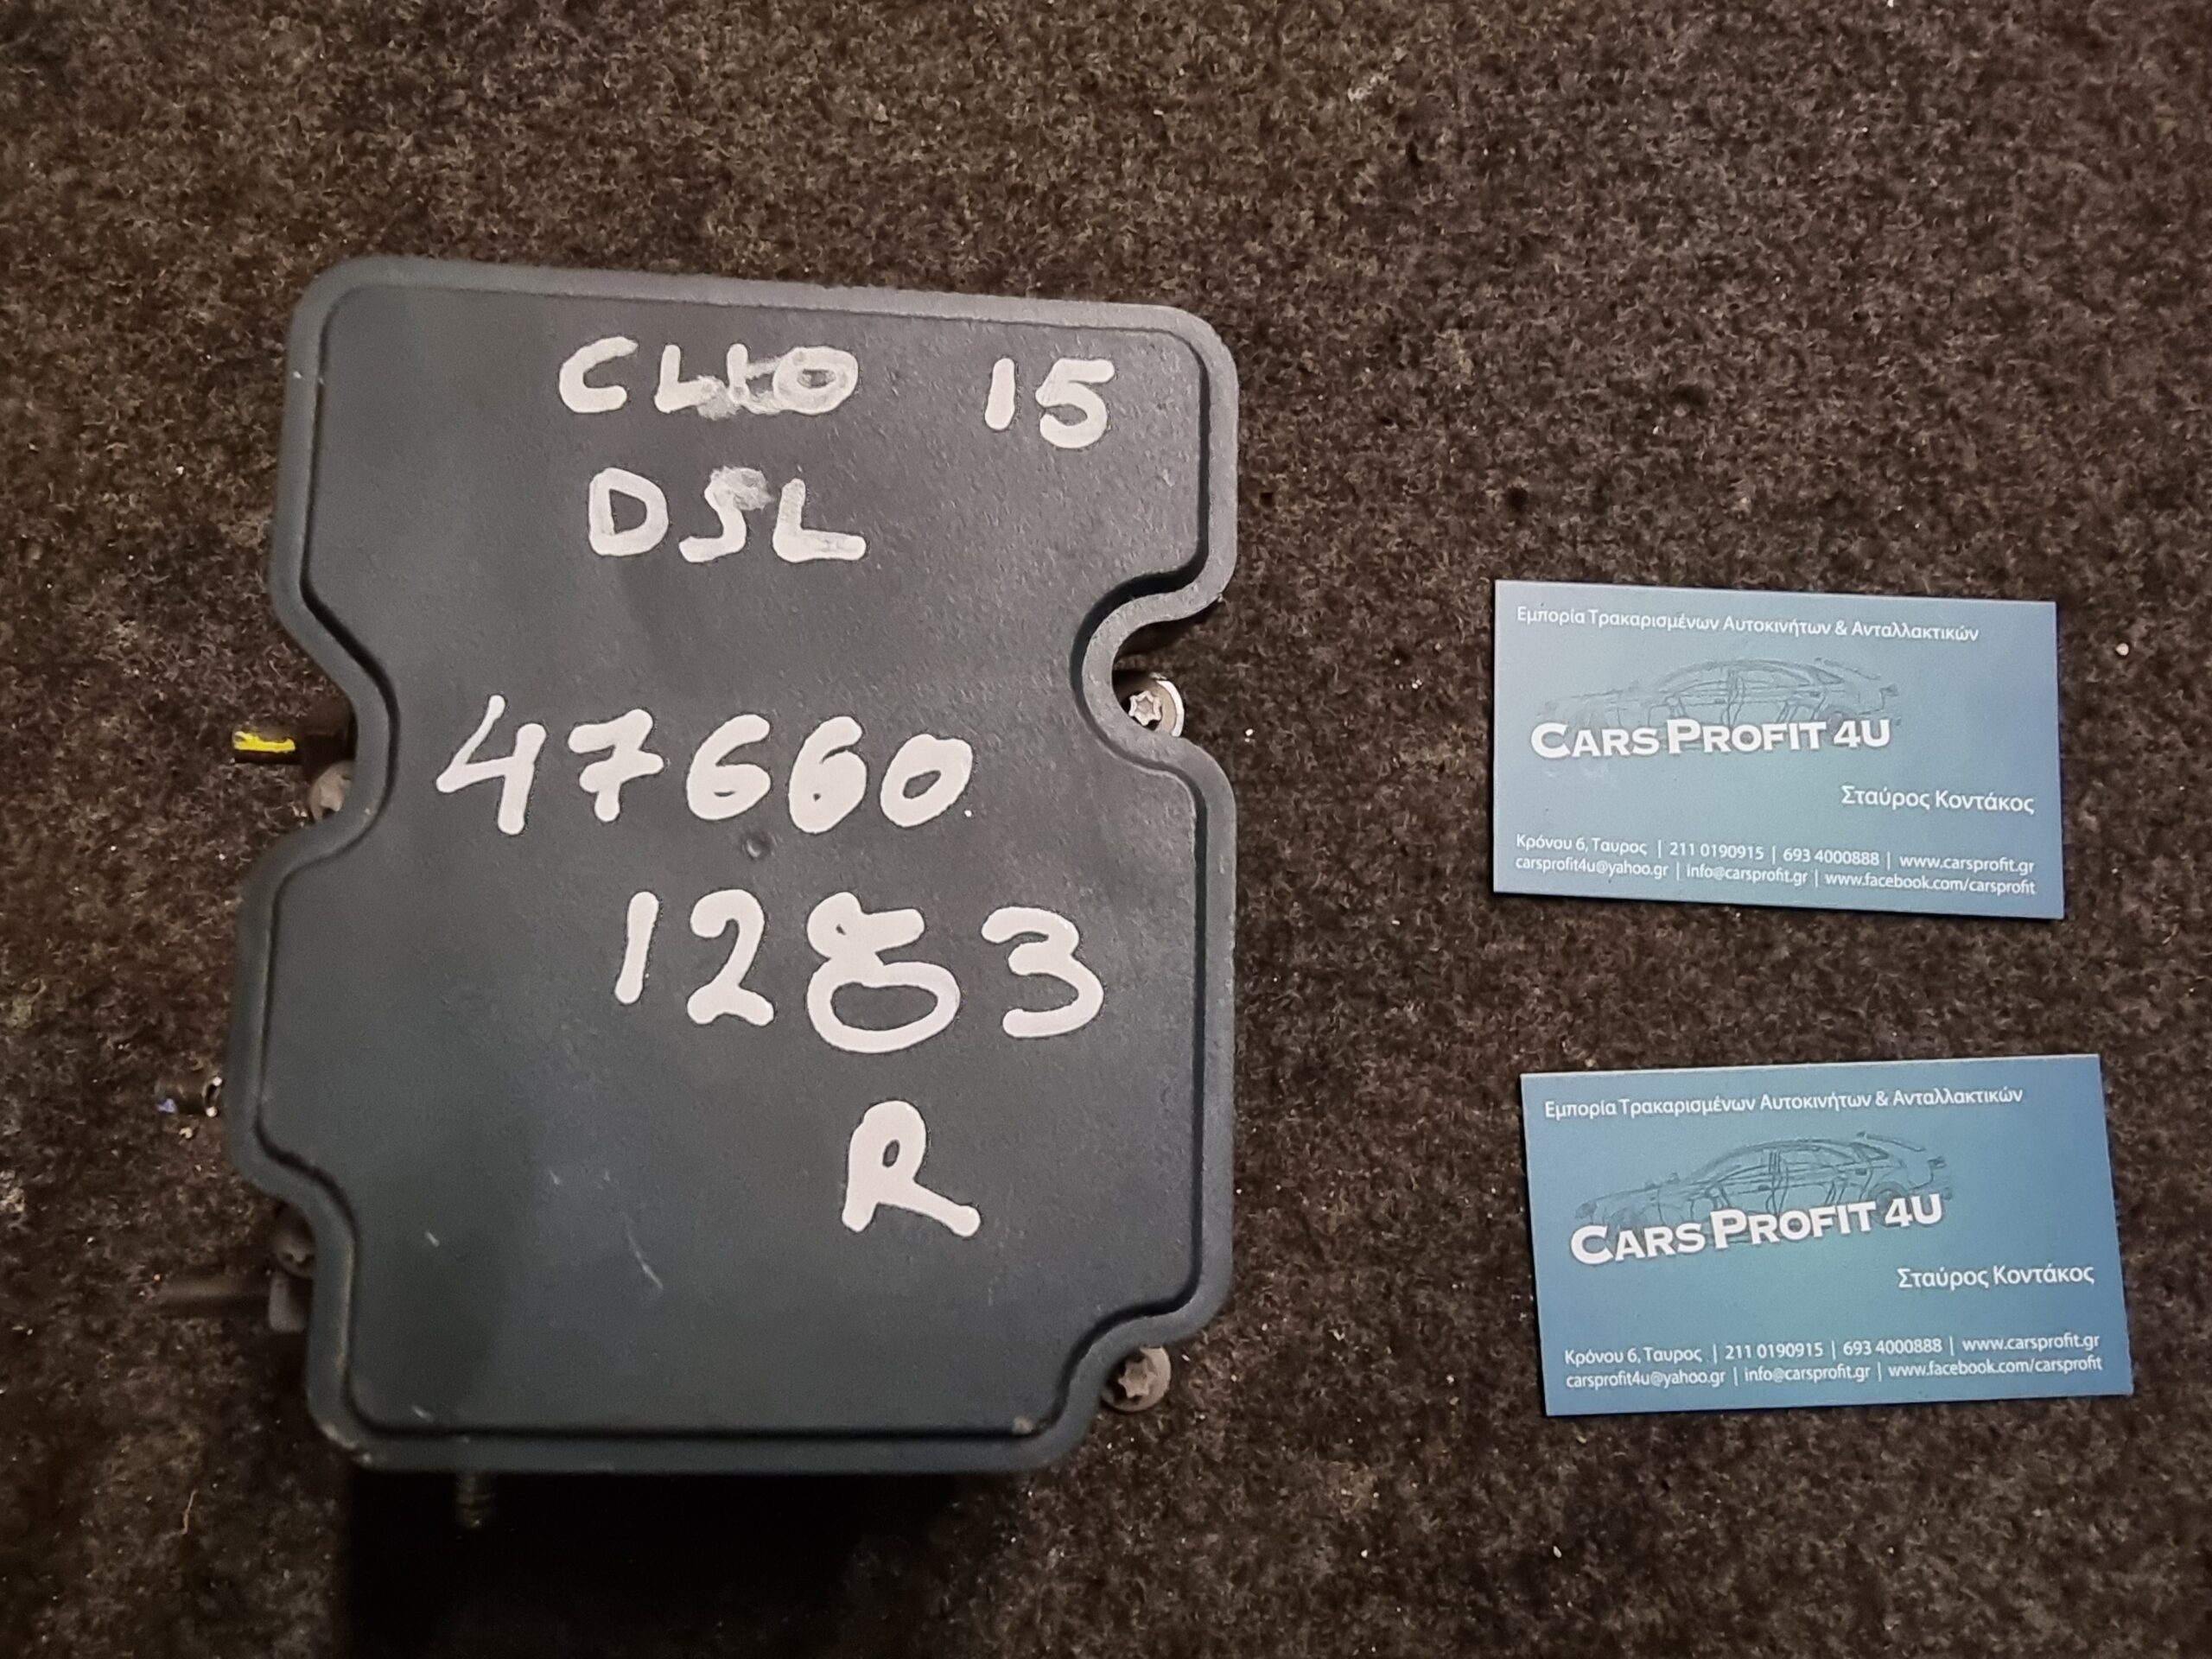 CLIO 15
DSL
47660
1283
R
Εμπορία Τρακαρισμένων Αυτοκινήτων & Ανταλλακτικών
CARS PROFIT 4U
Σταύρος Κοντάκος
Κρόνου 6, Ταυρος | 211 0190915 | 693 4000888 | www.carsprofit.gr
carsprofit4u@yahoo.gr | info@carsprofit.gr | www.facebook.com/carsprofit
Εμπορία Τρακαρισμένων Αυτοκινήτων & Ανταλλακτικών
CARS PROFIT 4U
Σταύρος Κοντάκος
Κρόνου 6, Ταυρος | 211 0190915 | 693 4000888 | www.carsprofit.gr
carsprofit4u@yahoo.gr | info@carsprofit.gr | www.facebook.com/carsprofit